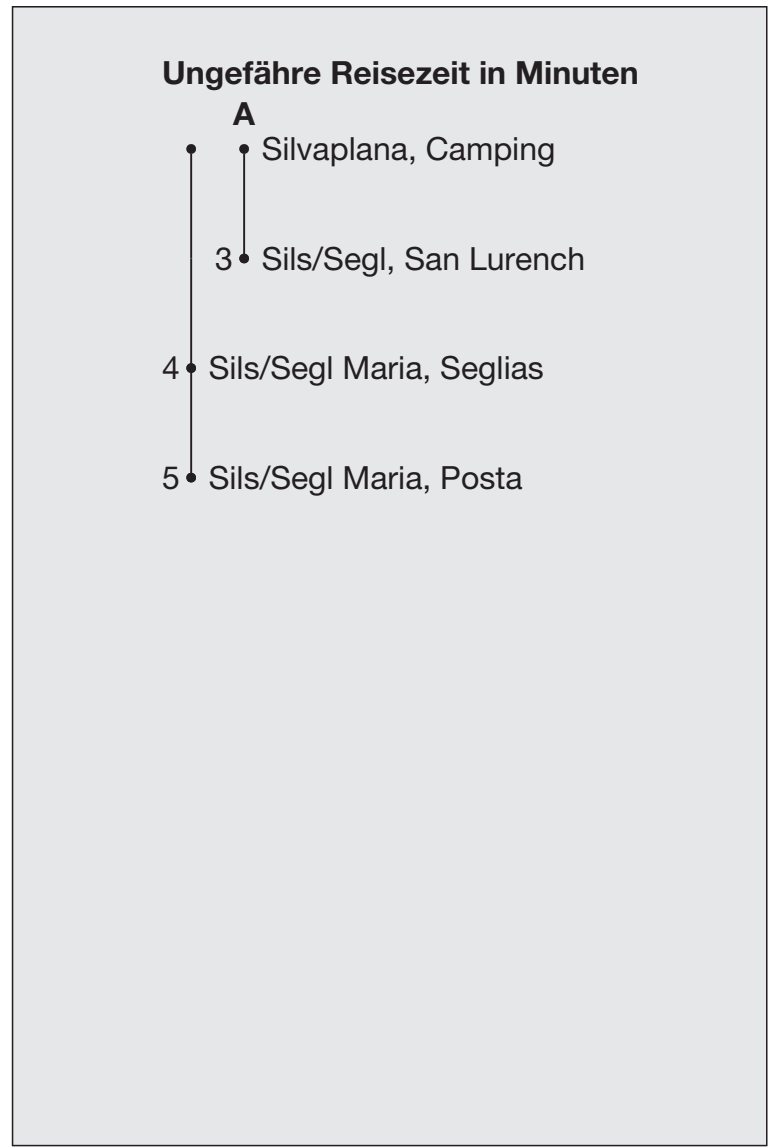 Ungefähre Reisezeit in Minuten
A
Silvaplana, Camping
3 Sils/Segl, San Lurench
4 Sils/Segl Maria, Seglias
5 Sils/Segl Maria, Posta